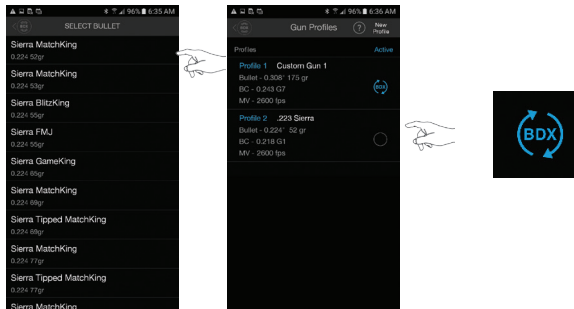 96% 6:35 AM
BDX
SELECT BULLET
Sierra MatchKing
0.224 52gr
Sierra MatchKing
0.224 53gr
Sierra BlitzKing
0.224 55gr
Sierra FMJ
0.224 55gr
Sierra GameKing
0.224 65gr
Sierra MatchKing
0.224 69gr
Sierra Tipped MatchKing
0.224 69gr
Sierra MatchKing
0.224 77gr
Sierra Tipped MatchKing
0.224 77gr
Sierra MatchKing
96% 6:36 AM
BDX
Gun Profiles
?
New
Profile
Profiles Active
Profile 1 Custom Gun 1
Bullet - 0.308" 175 gr
BC - 0.243 G7
MV - 2600 fps
BDX
Profile 2 .223 Sierra
Bullet - 0.224" 52 gr
BC - 0.218 G1
MV - 2600 fps
BDX